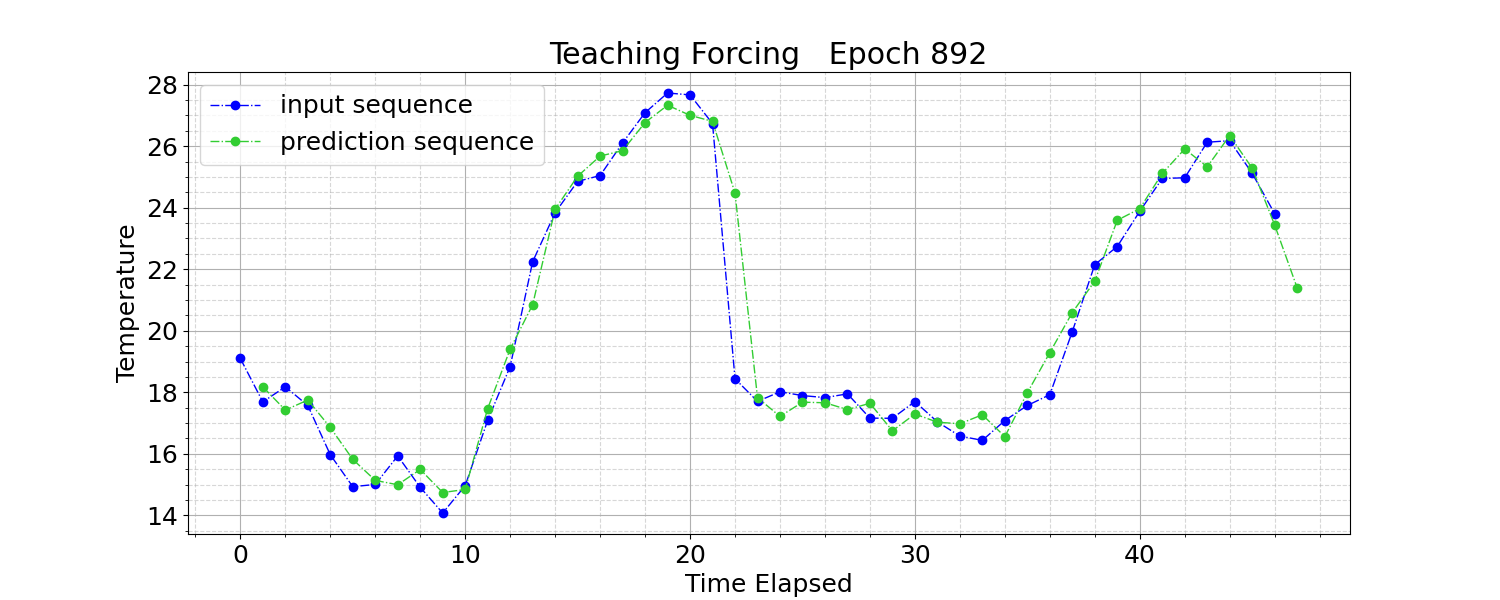 Teaching Forcing   Epoch 892
input sequence
prediction sequence
28
26
24
22
20
18
16
14
Temperature
0 10 20 30 40
Time Elapsed